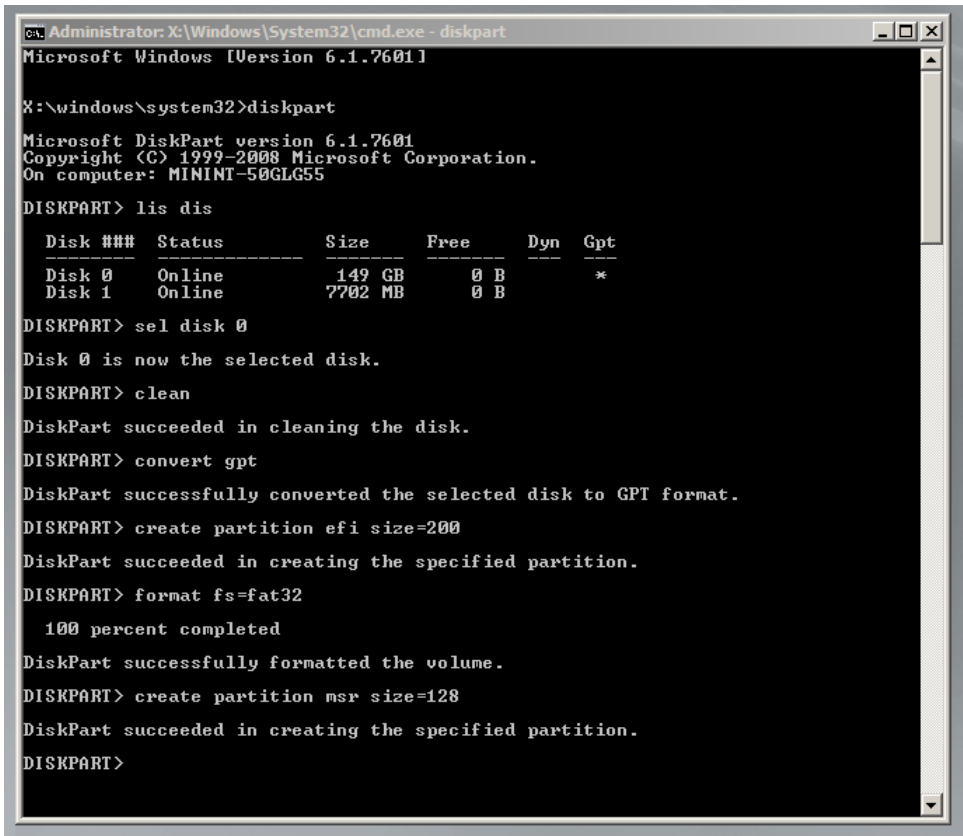 Administrator: X:\Windows\System32\cmd.exe - diskpart
Microsoft Windows [Version 6.1.7601]
X:\windows\system32>diskpart
Microsoft DiskPart version 6.1.7601
Copyright (C) 1999-2008 Microsoft Corporation.
On computer: MININT-50GLG55
DISKPART> lis dis
Disk ###  Status         Size     Free     Dyn  Gpt
--------  -------------  -------  -------  ---  ---
Disk 0    Online          149 GB      0 B        *
Disk 1    Online         7702 MB      0 B
DISKPART> sel disk 0
Disk 0 is now the selected disk.
DISKPART> clean
DiskPart succeeded in cleaning the disk.
DISKPART> convert gpt
DiskPart successfully converted the selected disk to GPT format.
DISKPART> create partition efi size=200
DiskPart succeeded in creating the specified partition.
DISKPART> format fs=fat32
100 percent completed
DiskPart successfully formatted the volume.
DISKPART> create partition msr size=128
DiskPart succeeded in creating the specified partition.
DISKPART>